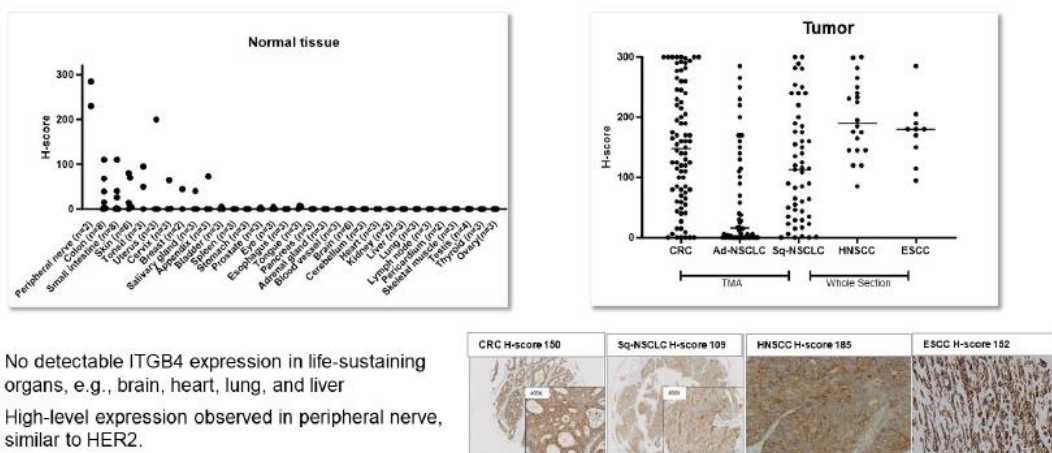 Normal tissue
H-score
300
200
100
0
Peripheral nerve (n=2)
Colon (n=8)
Small intestine (n=8)
Skin (n=6)
Tonsil (n=3)
Uterus (n=3)
Cervix (n=3)
Breast (n=2)
Salivary gland (n=3)
Appendix (n=3)
Bladder (n=3)
Spleen (n=3)
Stomach (n=3)
Prostate (n=3)
Eye (n=3)
Esophagus (n=3)
Tongue (n=3)
Pancreas (n=3)
Adrenal gland (n=3)
Blood vessel (n=3)
Brain (n=6)
Cerebellum (n=3)
Heart (n=3)
Kidney (n=3)
Liver (n=3)
Lung (n=3)
Lymph node (n=3)
Pericardium (n=2)
Skeletal muscle (n=3)
Testis (n=4)
Thyroid (n=3)
Ovary(n=3)
Tumor
H-score
300
200
100
0
CRC
Ad-NSCLC
Sq-NSCLC
HNSCC
ESCC
TMA
Whole Section
No detectable ITGB4 expression in life-sustaining
organs, e.g., brain, heart, lung, and liver
High-level expression observed in peripheral nerve,
similar to HER2.
CRC H-score 150
Sq-NSCLC H-score 109
HNSCC H-score 185
ESCC H-score 152